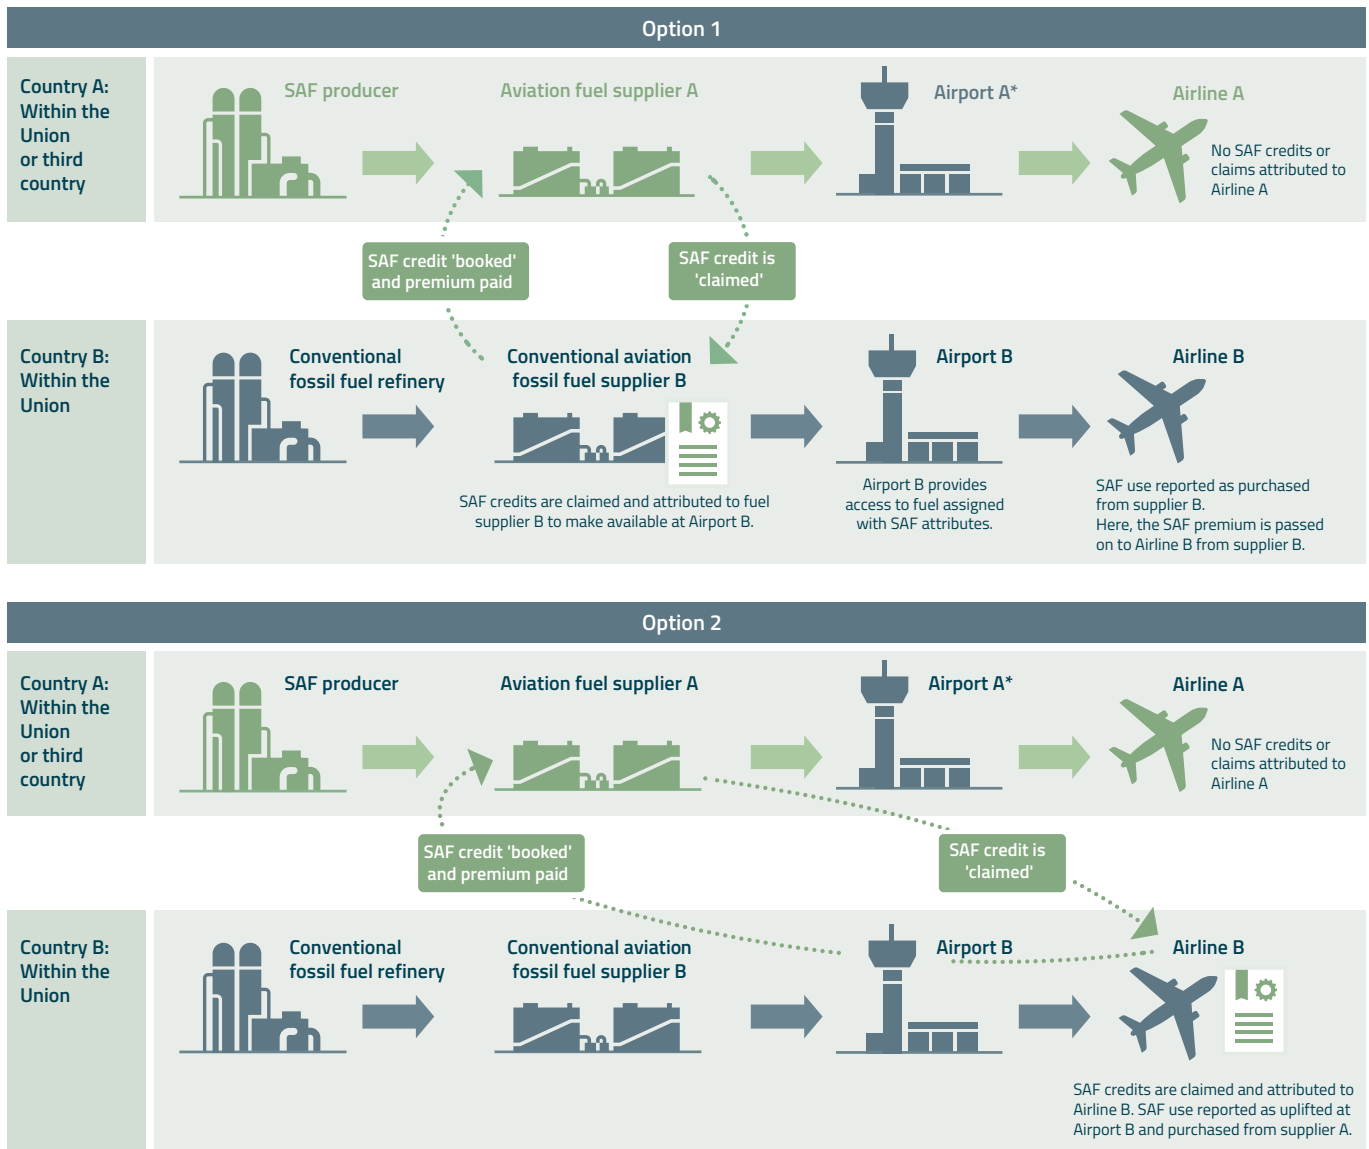 Option 1
Country A:
Within the
Union
or third
country
SAF producer
Aviation fuel supplier A
Airport A*
Airline A
No SAF credits or
claims attributed to
Airline A
SAF credit 'booked'
and premium paid
SAF credit is
'claimed'
Country B:
Within the
Union
Conventional
fossil fuel refinery
Conventional aviation
fossil fuel supplier B
Airport B
Airline B
SAF credits are claimed and attributed to fuel
supplier B to make available at Airport B.
Airport B provides
access to fuel assigned
with SAF attributes.
SAF use reported as purchased
from supplier B.
Here, the SAF premium is passed
on to Airline B from supplier B.
Option 2
Country A:
Within the
Union
or third
country
SAF producer
Aviation fuel supplier A
Airport A*
Airline A
No SAF credits or
claims attributed to
Airline A
SAF credit 'booked'
and premium paid
SAF credit is
'claimed'
Country B:
Within the
Union
Conventional
fossil fuel refinery
Conventional aviation
fossil fuel supplier B
Airport B
Airline B
SAF credits are claimed and attributed to
Airline B. SAF use reported as uplifted at
Airport B and purchased from supplier A.